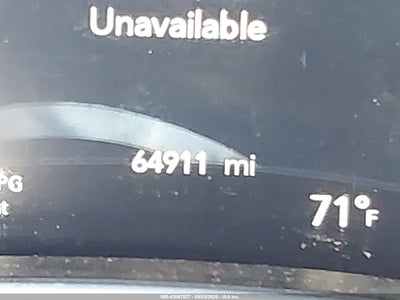 Unavailable
64911 mi
PG
71°F